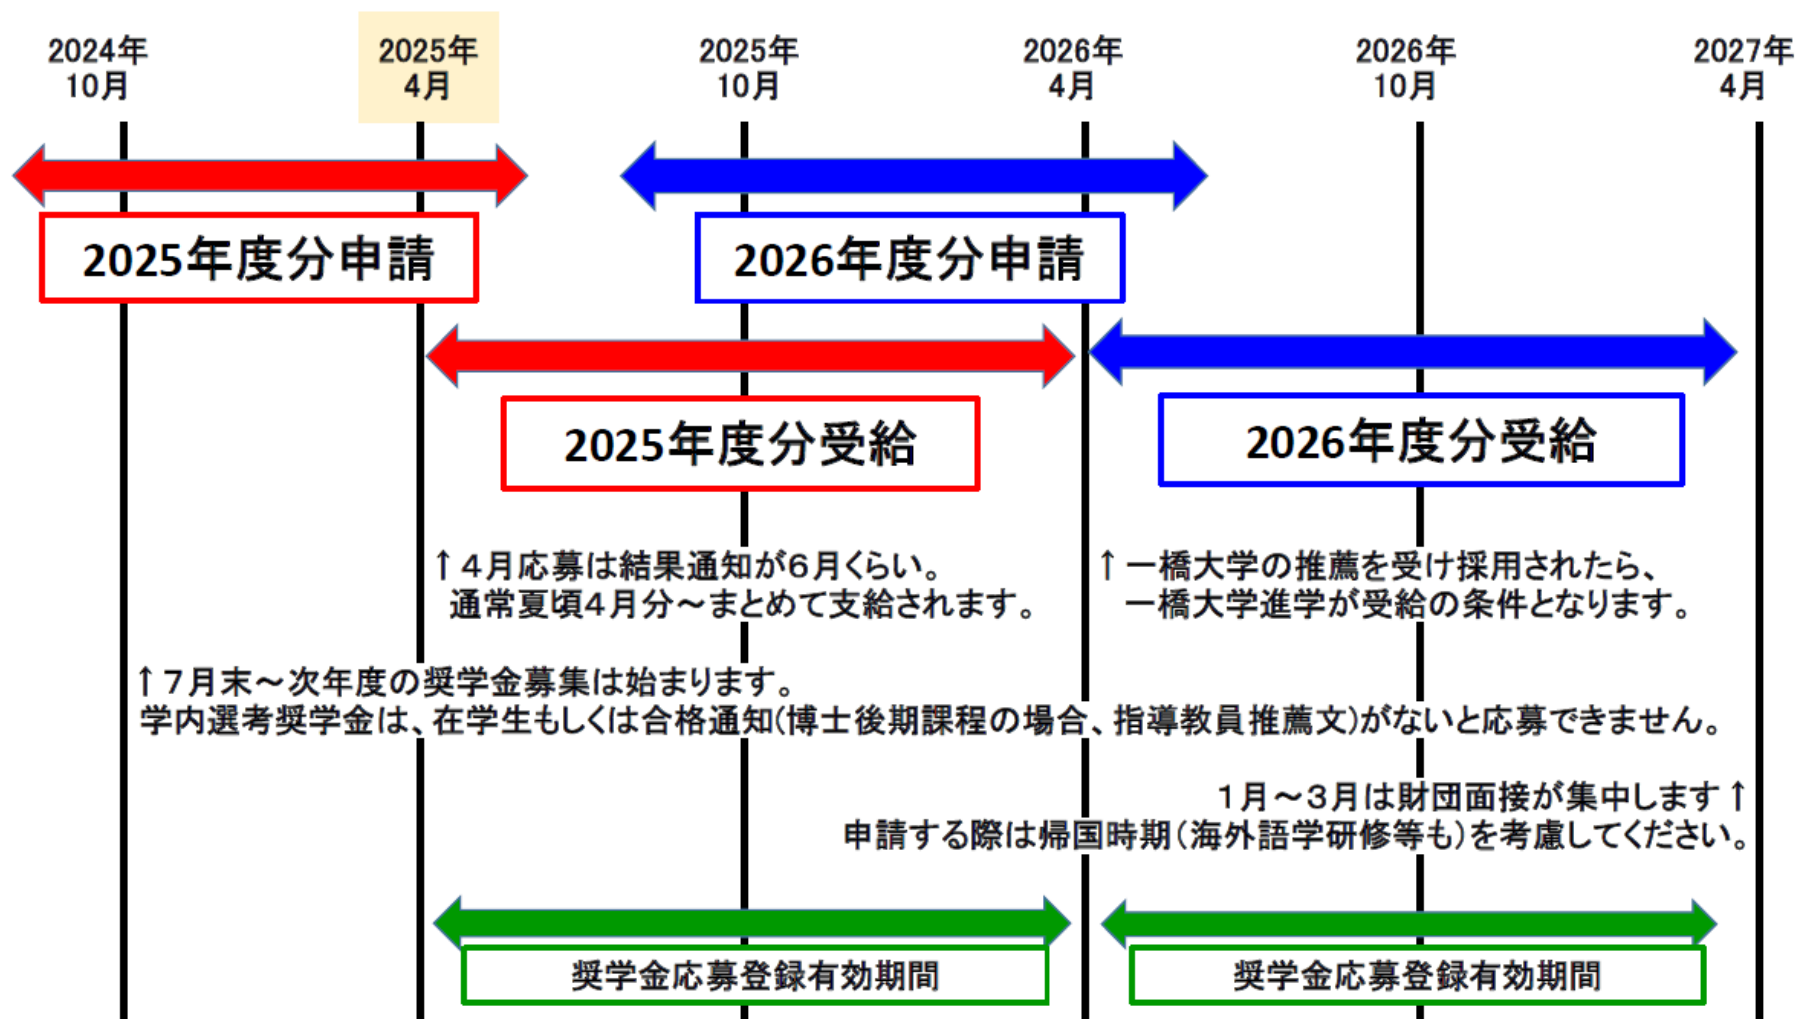 2024年
10月
2025年
4月
2025年
10月
2026年
4月
2026年
10月
2027年
4月
2025年度分申請
2026年度分申請
2025年度分受給
2026年度分受給
↑４月応募は結果通知が６月くらい。
通常夏頃４月分～まとめて支給されます。
↑一橋大学の推薦を受け採用されたら、
一橋大学進学が受給の条件となります。
↑７月末～次年度の奨学金募集は始まります。
学内選考奨学金は、在学生もしくは合格通知(博士後期課程の場合、指導教員推薦文)がないと応募できません。
１月～３月は財団面接が集中します↑
申請する際は帰国時期（海外語学研修等も）を考慮してください。
奨学金応募登録有効期間
奨学金応募登録有効期間